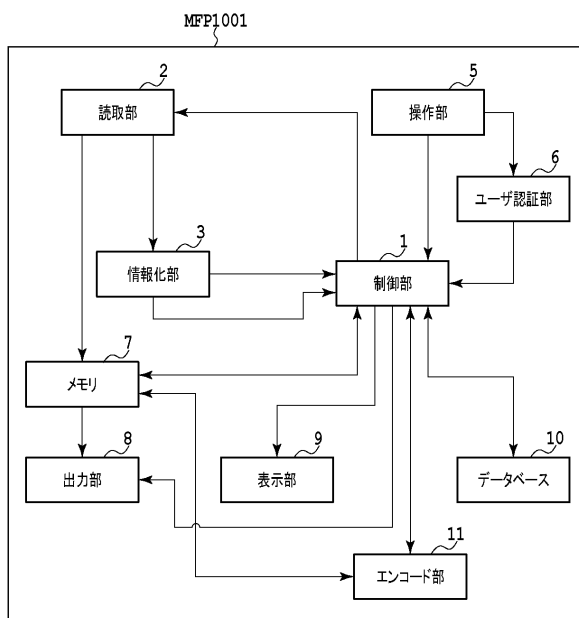 MFP1001
2
読取部
5
操作部
6
ユーザ認証部
3
情報化部
1
制御部
7
メモリ
8
出力部
9
表示部
10
データベース
11
エンコード部